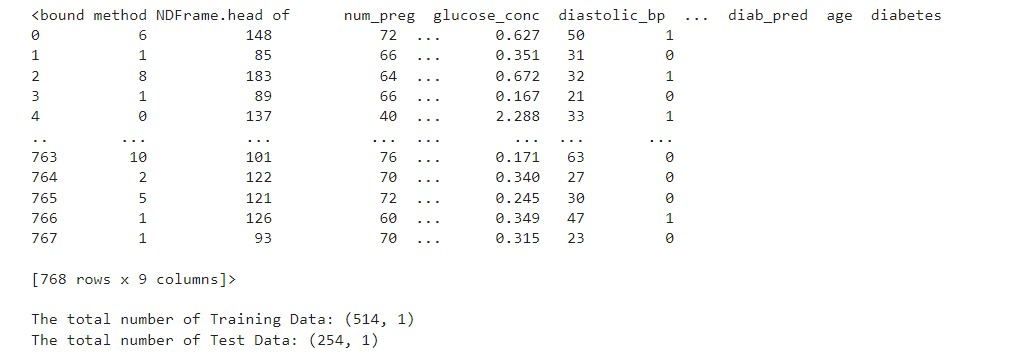 <bound method NDFrame.head of      num_preg  glucose_conc  diastolic_bp  ...  diab_pred  age  diabetes
0           6           148            72  ...      0.627   50         1
1           1            85            66  ...      0.351   31         0
2           8           183            64  ...      0.672   32         1
3           1            89            66  ...      0.167   21         0
4           0           137            40  ...      2.288   33         1
..        ...           ...           ...  ...        ...  ...       ...
763        10           101            76  ...      0.171   63         0
764         2           122            70  ...      0.340   27         0
765         5           121            72  ...      0.245   30         0
766         1           126            60  ...      0.349   47         1
767         1            93            70  ...      0.315   23         0
[768 rows x 9 columns]>
The total number of Training Data: (514, 1)
The total number of Test Data: (254, 1)